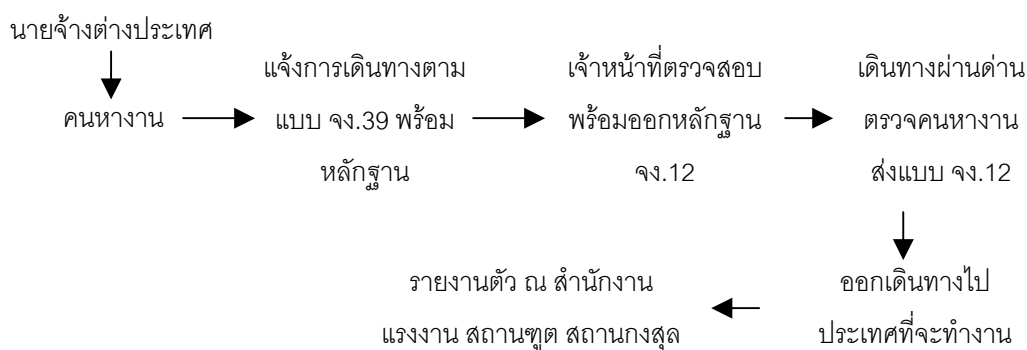 นายจ้างต่างประเทศ
คนหางาน
แจ้งการเดินทางตาม
แบบ จง.39 พร้อม
หลักฐาน
เจ้าหน้าที่ตรวจสอบ
พร้อมออกหลักฐาน
จง.12
เดินทางผ่านด่าน
ตรวจคนหางาน
ส่งแบบ จง.12
ออกเดินทางไป
ประเทศที่จะทำงาน
รายงานตัว ณ สำนักงาน
แรงงาน สถานฑูต สถานกงสุล